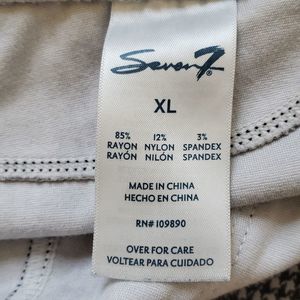 Seven7
XL
85% 12% 3%
RAYON NYLON SPANDEX
RAYÓN NILÓN SPANDEX
MADE IN CHINA
HECHO EN CHINA
RN# 109890
OVER FOR CARE
VOLTEAR PARA CUIDADO